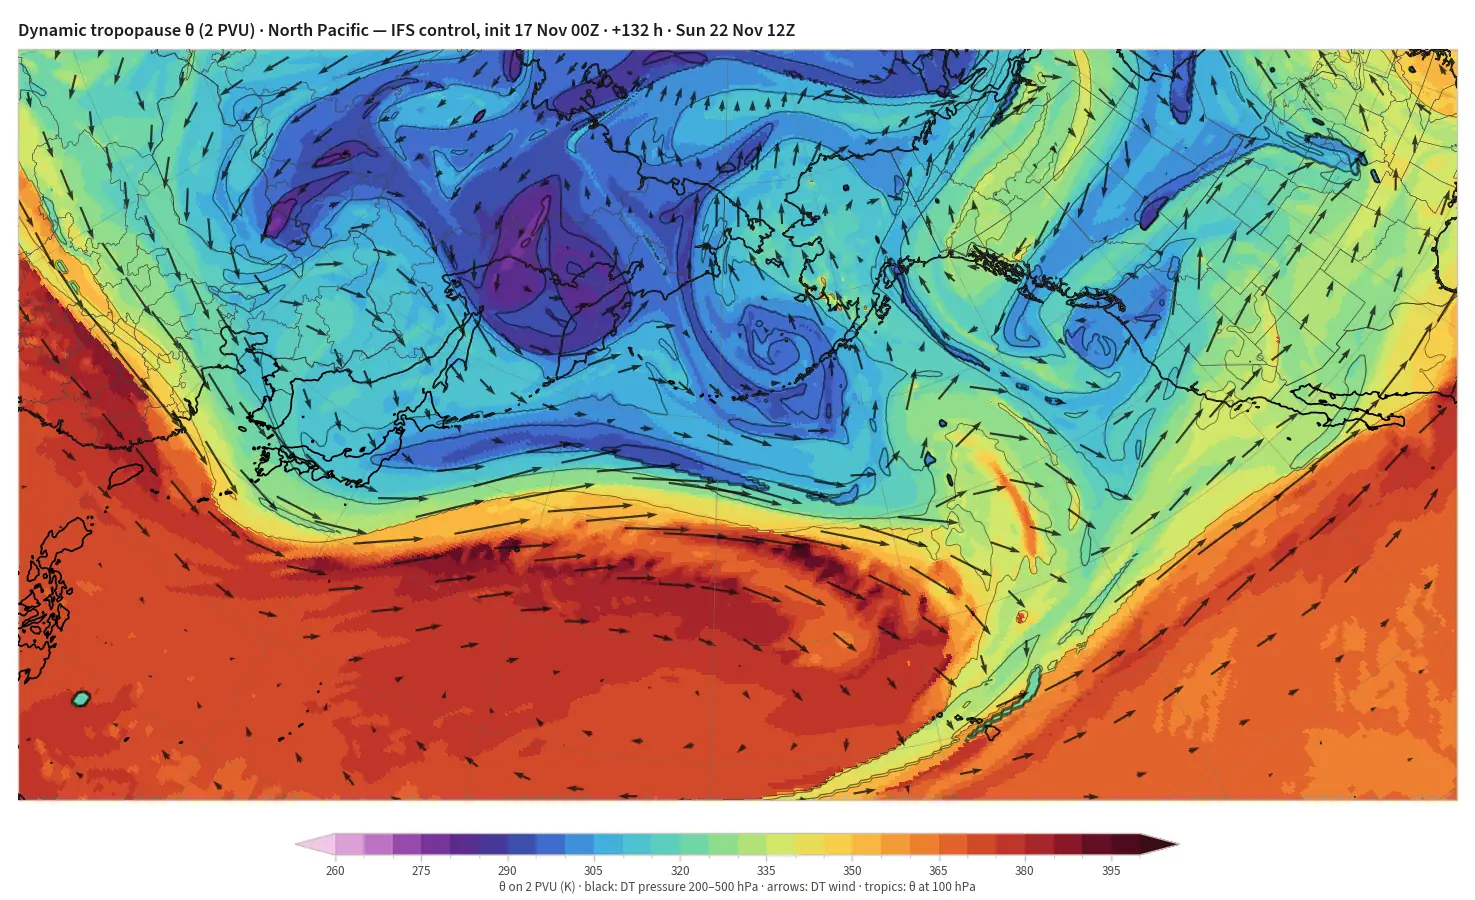 Dynamic tropopause θ (2 PVU) · North Pacific — IFS control, init 17 Nov 00Z · +132 h · Sun 22 Nov 12Z
260 275 290 305 320 335 350 365 380 395
θ on 2 PVU (K) · black: DT pressure 200–500 hPa · arrows: DT wind · tropics: θ at 100 hPa